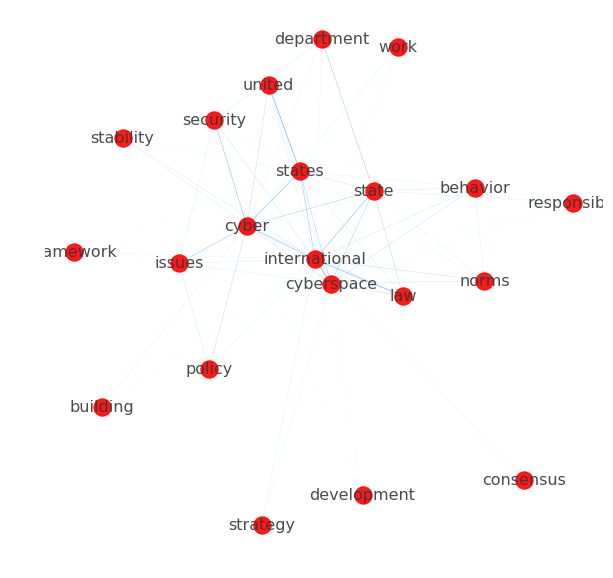 department
work
united
security
stability
states
state
behavior
responsib
cyber
amework
issues
international
cyberspace
norms
law
policy
building
consensus
development
strategy